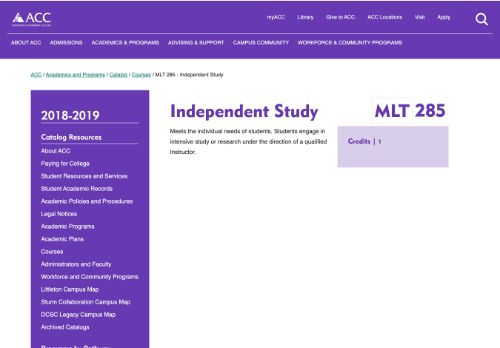 ACC
myACC Library Give to ACC ACC Locations Visit Apply
ABOUT ACC ADMISSIONS ACADEMICS & PROGRAMS ADVISING & SUPPORT CAMPUS COMMUNITY WORKFORCE & COMMUNITY PROGRAMS
ACC / Academics and Programs / Catalog / Courses / MLT 285 - Independent Study
2018-2019
Catalog Resources
About ACC
Paying for College
Student Resources and Services
Student Academic Records
Academic Policies and Procedures
Legal Notices
Academic Programs
Academic Plans
Courses
Administrators and Faculty
Workforce and Community Programs
Littleton Campus Map
Sturm Collaboration Campus Map
DCSC Legacy Campus Map
Archived Catalogs
Independent Study
Meets the individual needs of students. Students engage in
intensive study or research under the direction of a qualified
Instructor.
MLT 285
Credits | 1